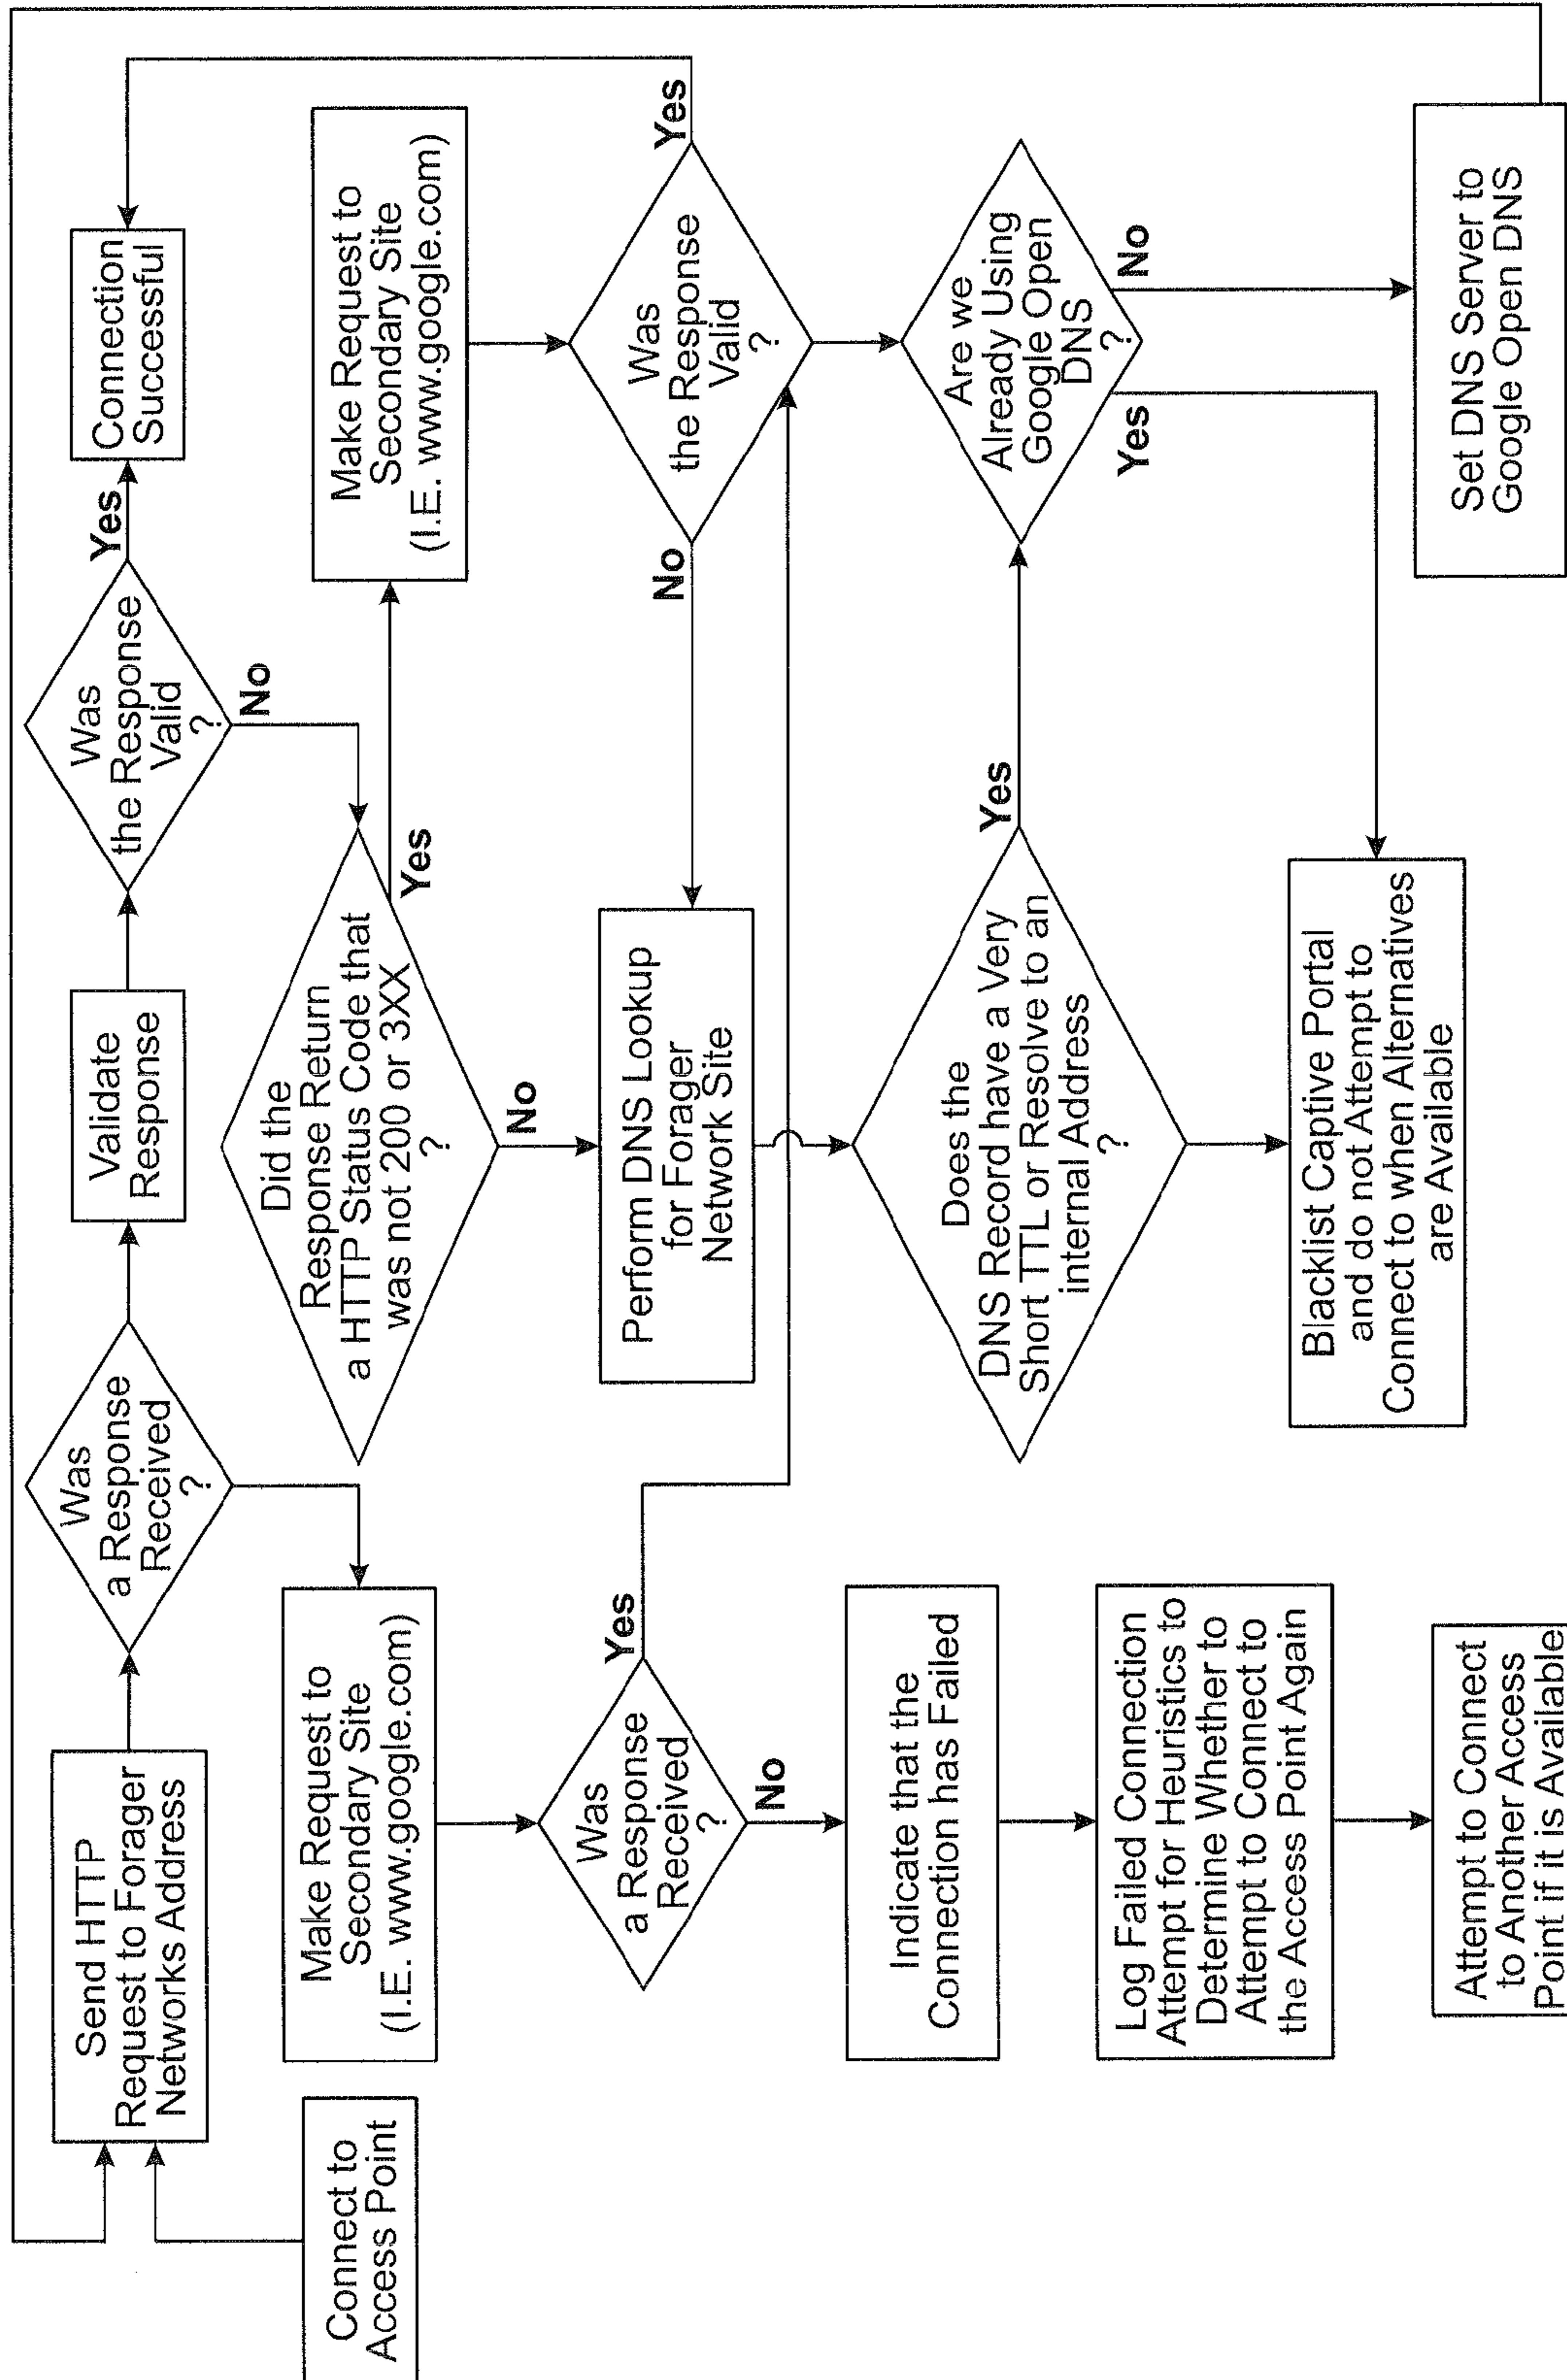 Connect to
Access Point
Send HTTP
Request to Forager
Networks Address
Was
a Response
Received
?
Validate
Response
Was
the Response
Valid
?
Yes
No
Connection
Successful
Did the
Response Return
a HTTP Status Code that
was not 200 or 3XX
?
Yes
No
Make Request to
Secondary Site
(I.E. www.google.com)
Was
the Response
Valid
?
Yes
No
Make Request to
Secondary Site
(I.E. www.google.com)
Was
a Response
Received
?
Yes
No
Perform DNS Lookup
for Forager
Network Site
Does the
DNS Record have a Very
Short TTL or Resolve to an
internal Address
?
Yes
Are we
Already Using
Google Open
DNS
?
Yes
No
Indicate that the
Connection has Failed
Log Failed Connection
Attempt for Heuristics to
Determine Whether to
Attempt to Connect to
the Access Point Again
Attempt to Connect
to Another Access
Point if it is Available
Blacklist Captive Portal
and do not Attempt to
Connect to when Alternatives
are Available
Set DNS Server to
Google Open DNS